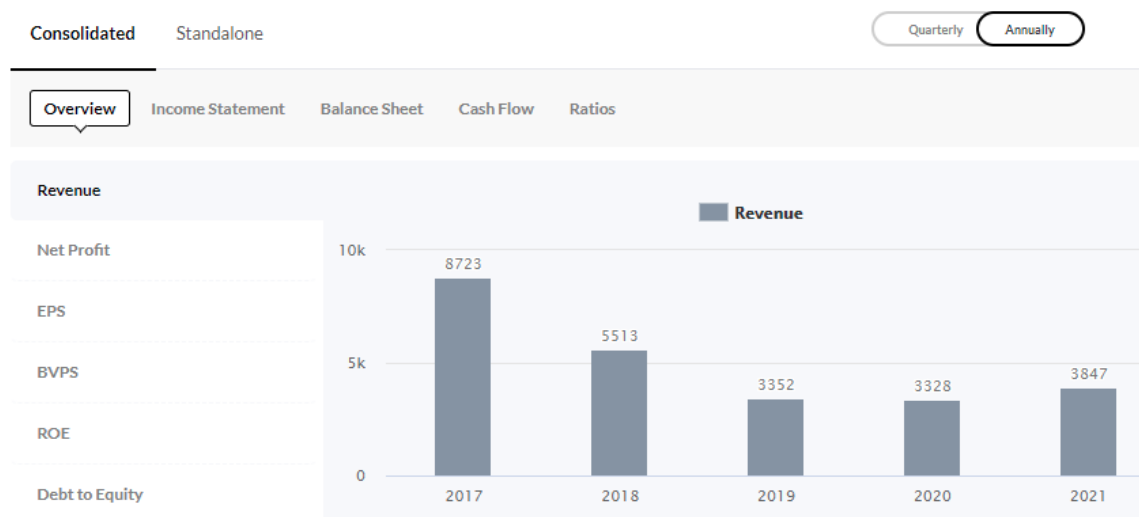 Consolidated Standalone Quarterly Annually
Overview Income Statement Balance Sheet Cash Flow Ratios
Revenue
Net Profit
EPS
BVPS
ROE
Debt to Equity
Revenue
10k
5k
0
8723
5513
3352
3328
3847
2017 2018 2019 2020 2021